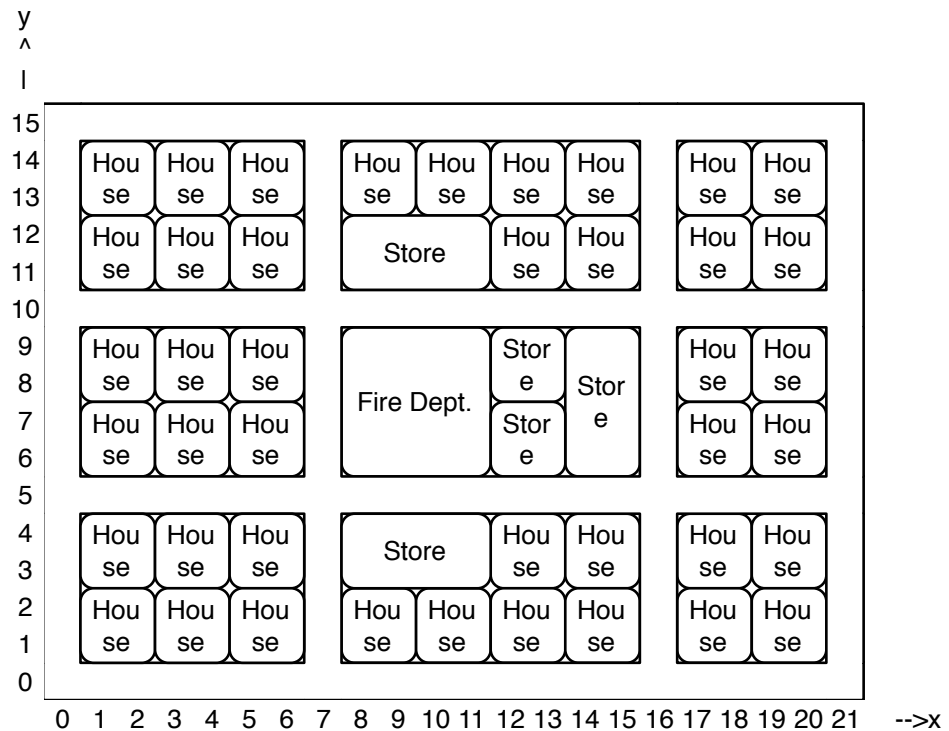 y
^
|
15
14 Hou Hou Hou Hou Hou Hou Hou Hou Hou
13 se se se se se se se se se
12 Hou Hou Hou Store Hou Hou Hou Hou
11 se se se se se se se
10
9 Hou Hou Hou Stor Hou Hou
8 se se se Fire Dept. e Stor se se
7 Hou Hou Hou Stor e Hou Hou
6 se se se e se se
5
4 Hou Hou Hou Store Hou Hou Hou Hou
3 se se se se se se se
2 Hou Hou Hou Hou Hou Hou Hou Hou Hou
1 se se se se se se se se se
0
0 1 2 3 4 5 6 7 8 9 10 11 12 13 14 15 16 17 18 19 20 21 -->x